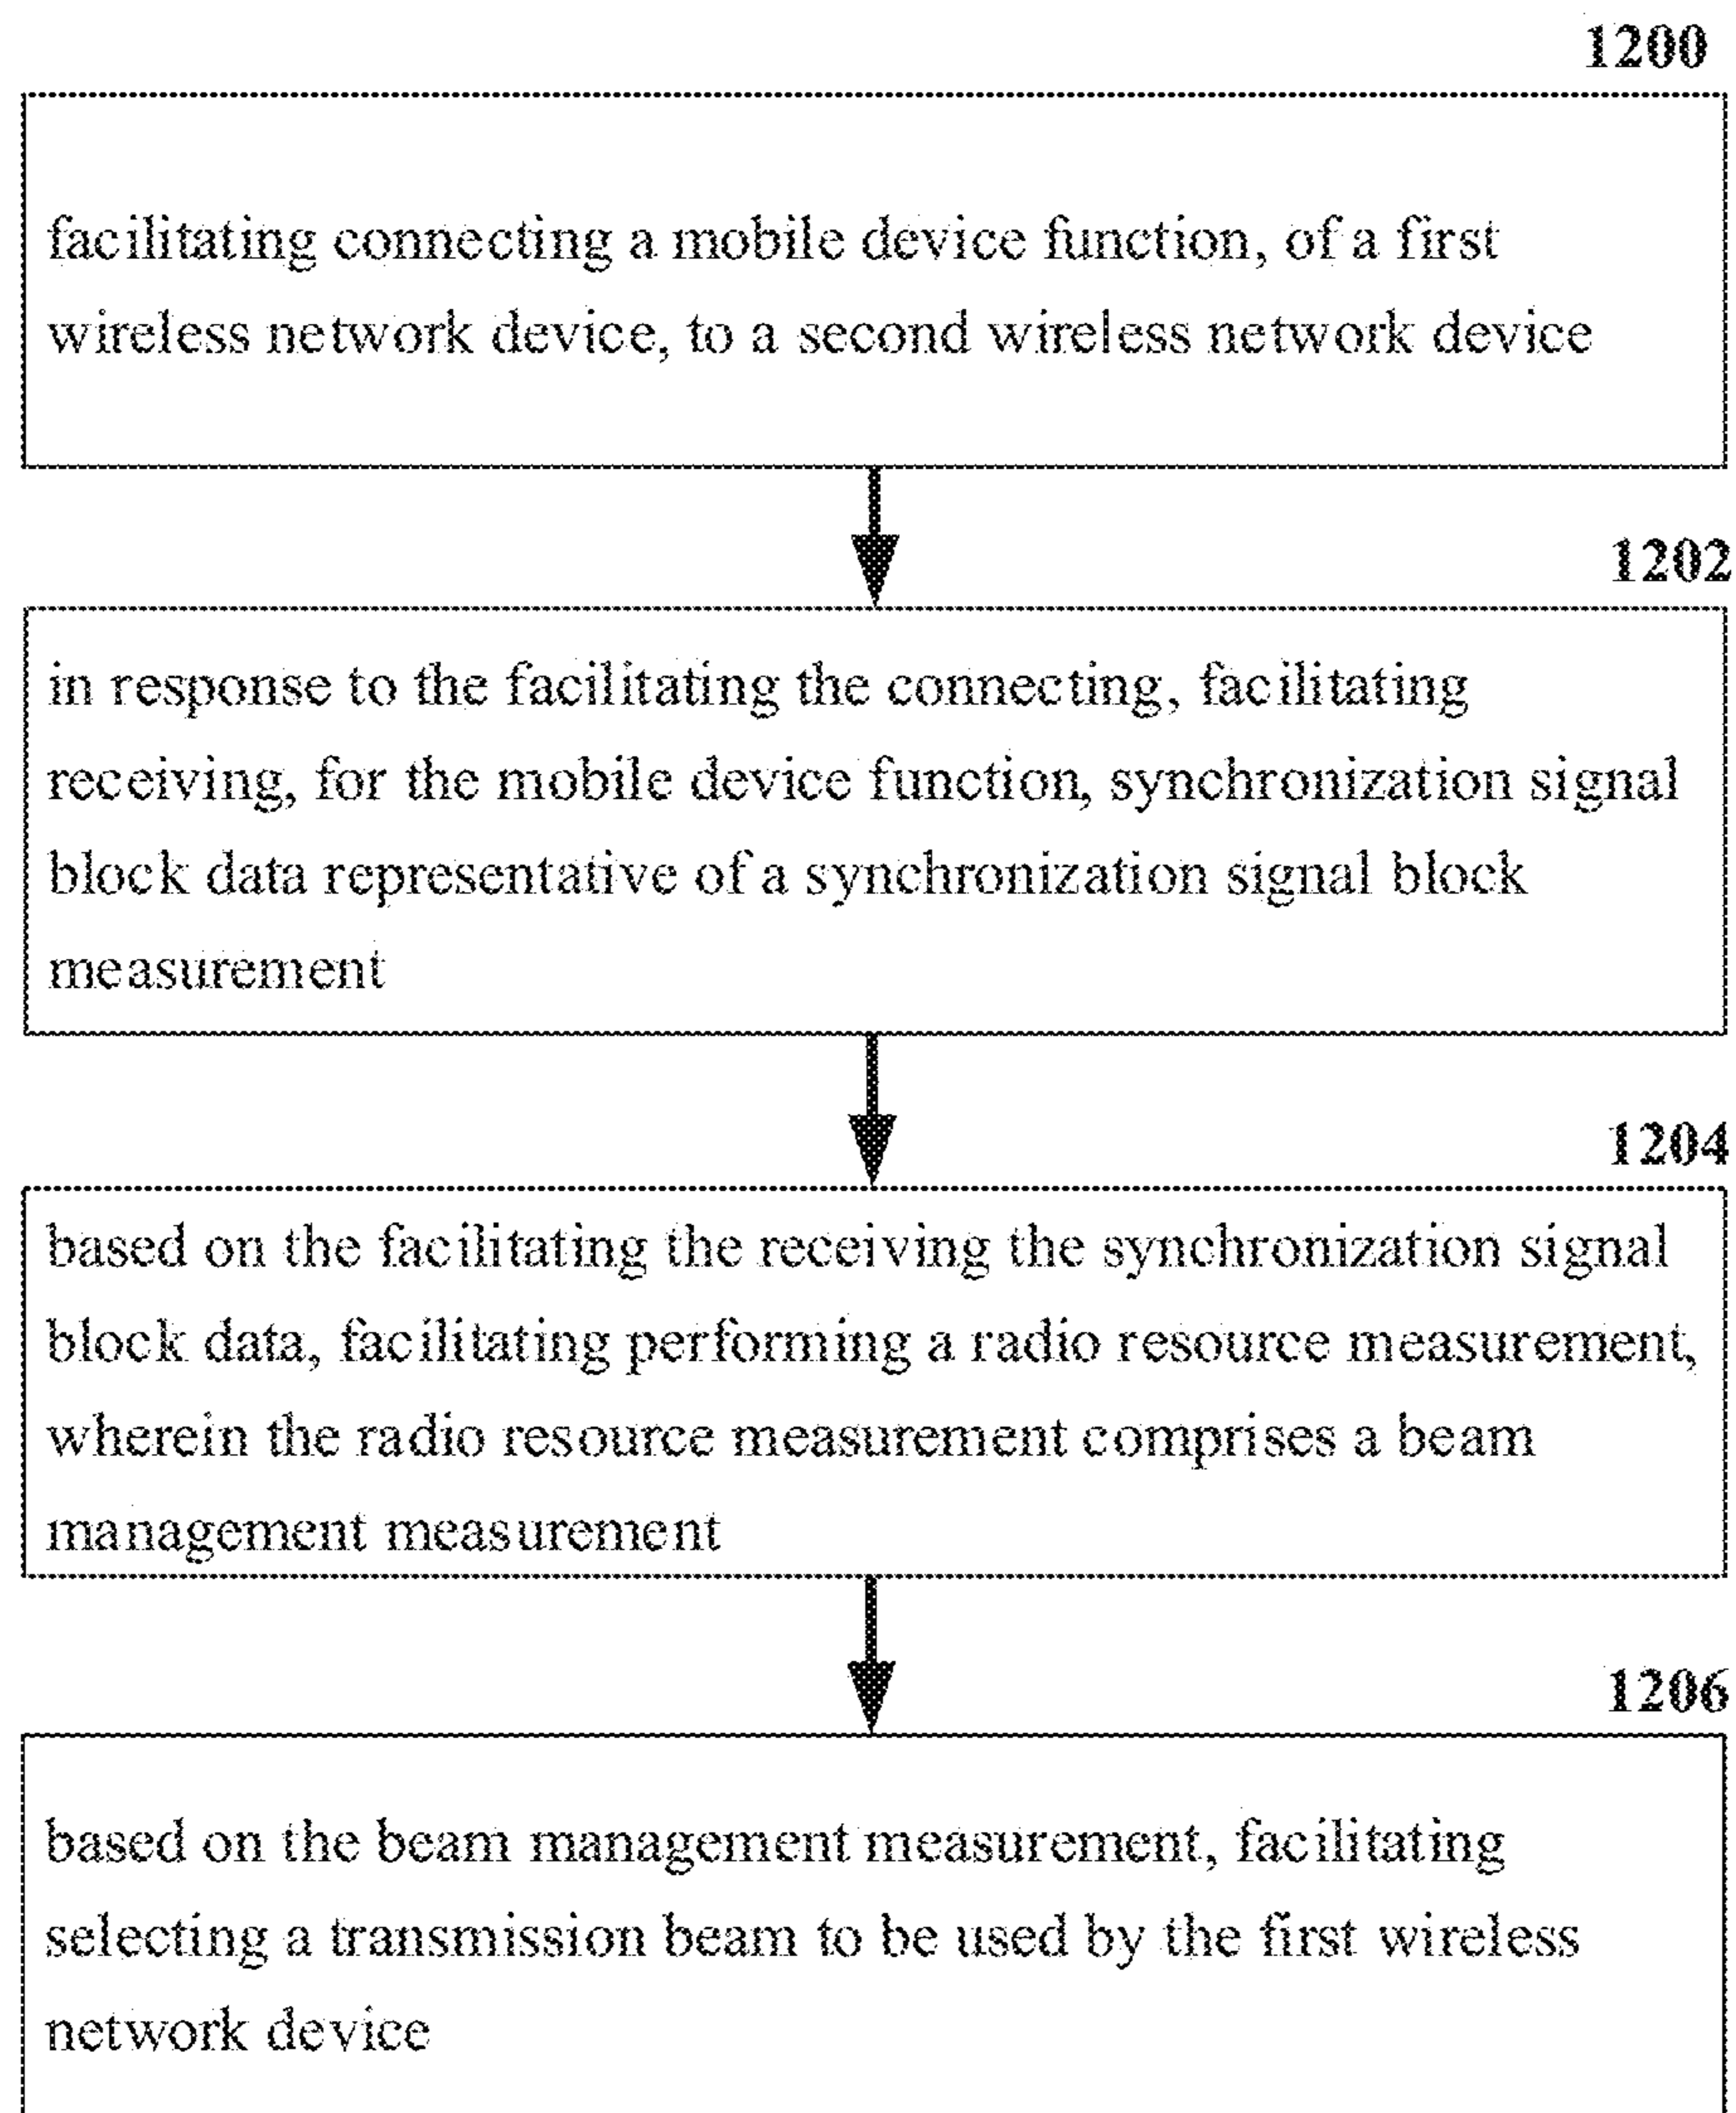 1200
facilitating connecting a mobile device function, of a first
wireless network device, to a second wireless network device
1202
in response to the facilitating the connecting, facilitating
receiving, for the mobile device function, synchronization signal
block data representative of a synchronization signal block
measurement
1204
based on the facilitating the receiving the synchronization signal
block data, facilitating performing a radio resource measurement,
wherein the radio resource measurement comprises a beam
management measurement
1206
based on the beam management measurement, facilitating
selecting a transmission beam to be used by the first wireless
network device